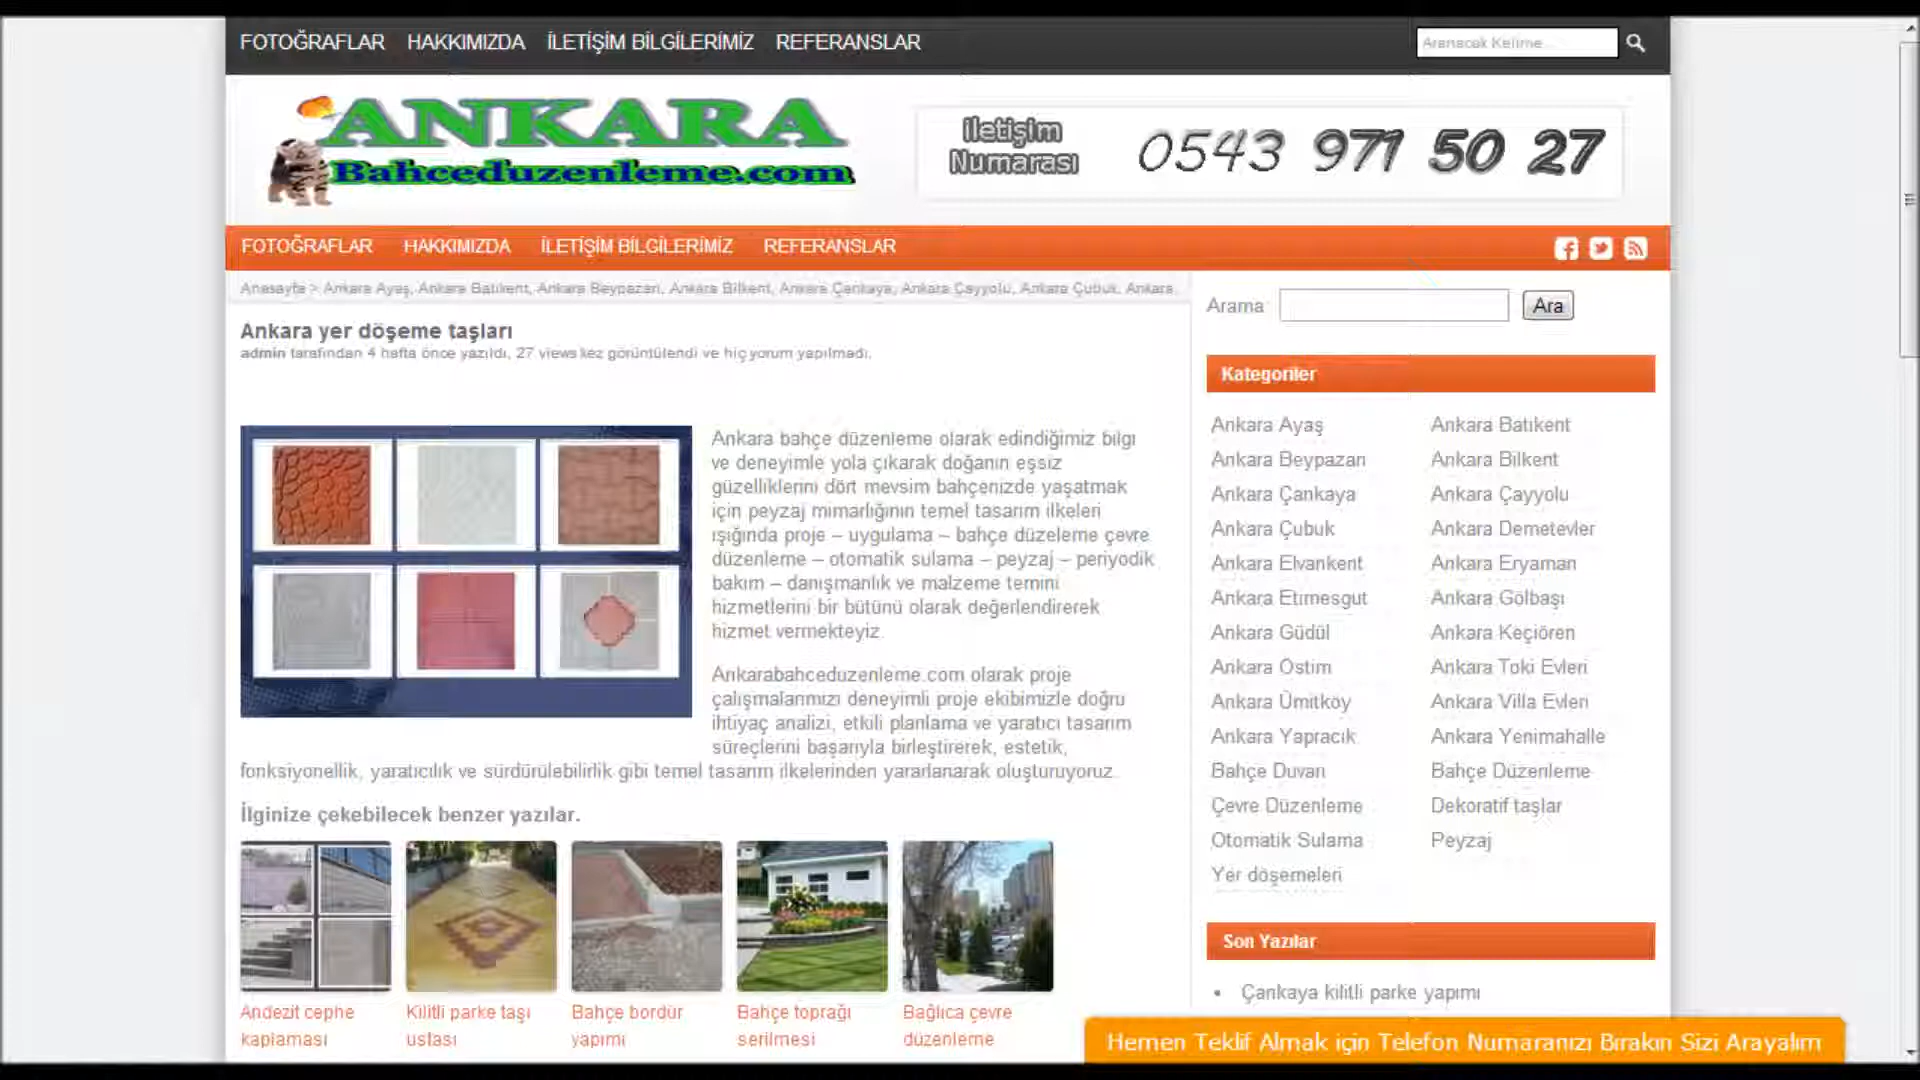 FOTOĞRAFLAR HAKKIMIZDA İLETİŞİM BİLGİLERİMİZ REFERANSLAR
Aranacak Kelime...
ANKARA
Bahceduzenleme.com
iletişim
Numarası
0543 971 50 27
FOTOĞRAFLAR HAKKIMIZDA İLETİŞİM BİLGİLERİMİZ REFERANSLAR
Anasayfa > Ankara Ayaş, Ankara Batıkent, Ankara Beypazarı, Ankara Bilkent, Ankara Çankaya, Ankara Çayyolu, Ankara Çubuk, Ankara
Ankara yer döşeme taşları
admin tarafından 4 hafta önce yazıldı, 27 views kez görüntülendi ve hiç yorum yapılmadı.
Ankara bahçe düzenleme olarak edindiğimiz bilgi
ve deneyimle yola çıkarak doğanın eşsiz
güzelliklerini dört mevsim bahçenizde yaşatmak
için peyzaj mimarlığının temel tasarım ilkeleri
ışığında proje – uygulama – bahçe düzeleme çevre
düzenleme – otomatik sulama – peyzaj – periyodik
bakım – danışmanlık ve malzeme temini
hizmetlerini bir bütünü olarak değerlendirerek
hizmet vermekteyiz.
Ankarabahceduzenleme.com olarak proje
çalışmalarımızı deneyimli proje ekibimizle doğru
ihtiyaç analizi, etkili planlama ve yaratıcı tasarım
süreçlerini başarıyla birleştirerek, estetik,
fonksiyonellik, yaratıcılık ve sürdürülebilirlik gibi temel tasarım ilkelerinden yararlanarak oluşturuyoruz.
İlginize çekebilecek benzer yazılar.
Andezit cephe
kaplaması
Kilitli parke taşı
ustası
Bahçe bordür
yapımı
Bahçe toprağı
serilmesi
Bağlıca çevre
düzenleme
Arama: Ara
Kategoriler
Ankara Ayaş Ankara Batıkent
Ankara Beypazarı Ankara Bilkent
Ankara Çankaya Ankara Çayyolu
Ankara Çubuk Ankara Demetevler
Ankara Elvankent Ankara Eryaman
Ankara Etimesgut Ankara Gölbaşı
Ankara Güdül Ankara Keçiören
Ankara Ostim Ankara Toki Evleri
Ankara Ümitköy Ankara Villa Evleri
Ankara Yapracık Ankara Yenimahalle
Bahçe Duvarı Bahçe Düzenleme
Çevre Düzenleme Dekoratif taşlar
Otomatik Sulama Peyzaj
Yer döşemeleri
Son Yazılar
• Çankaya kilitli parke yapımı
Hemen Teklif Almak için Telefon Numaranızı Bırakın Sizi Arayalım